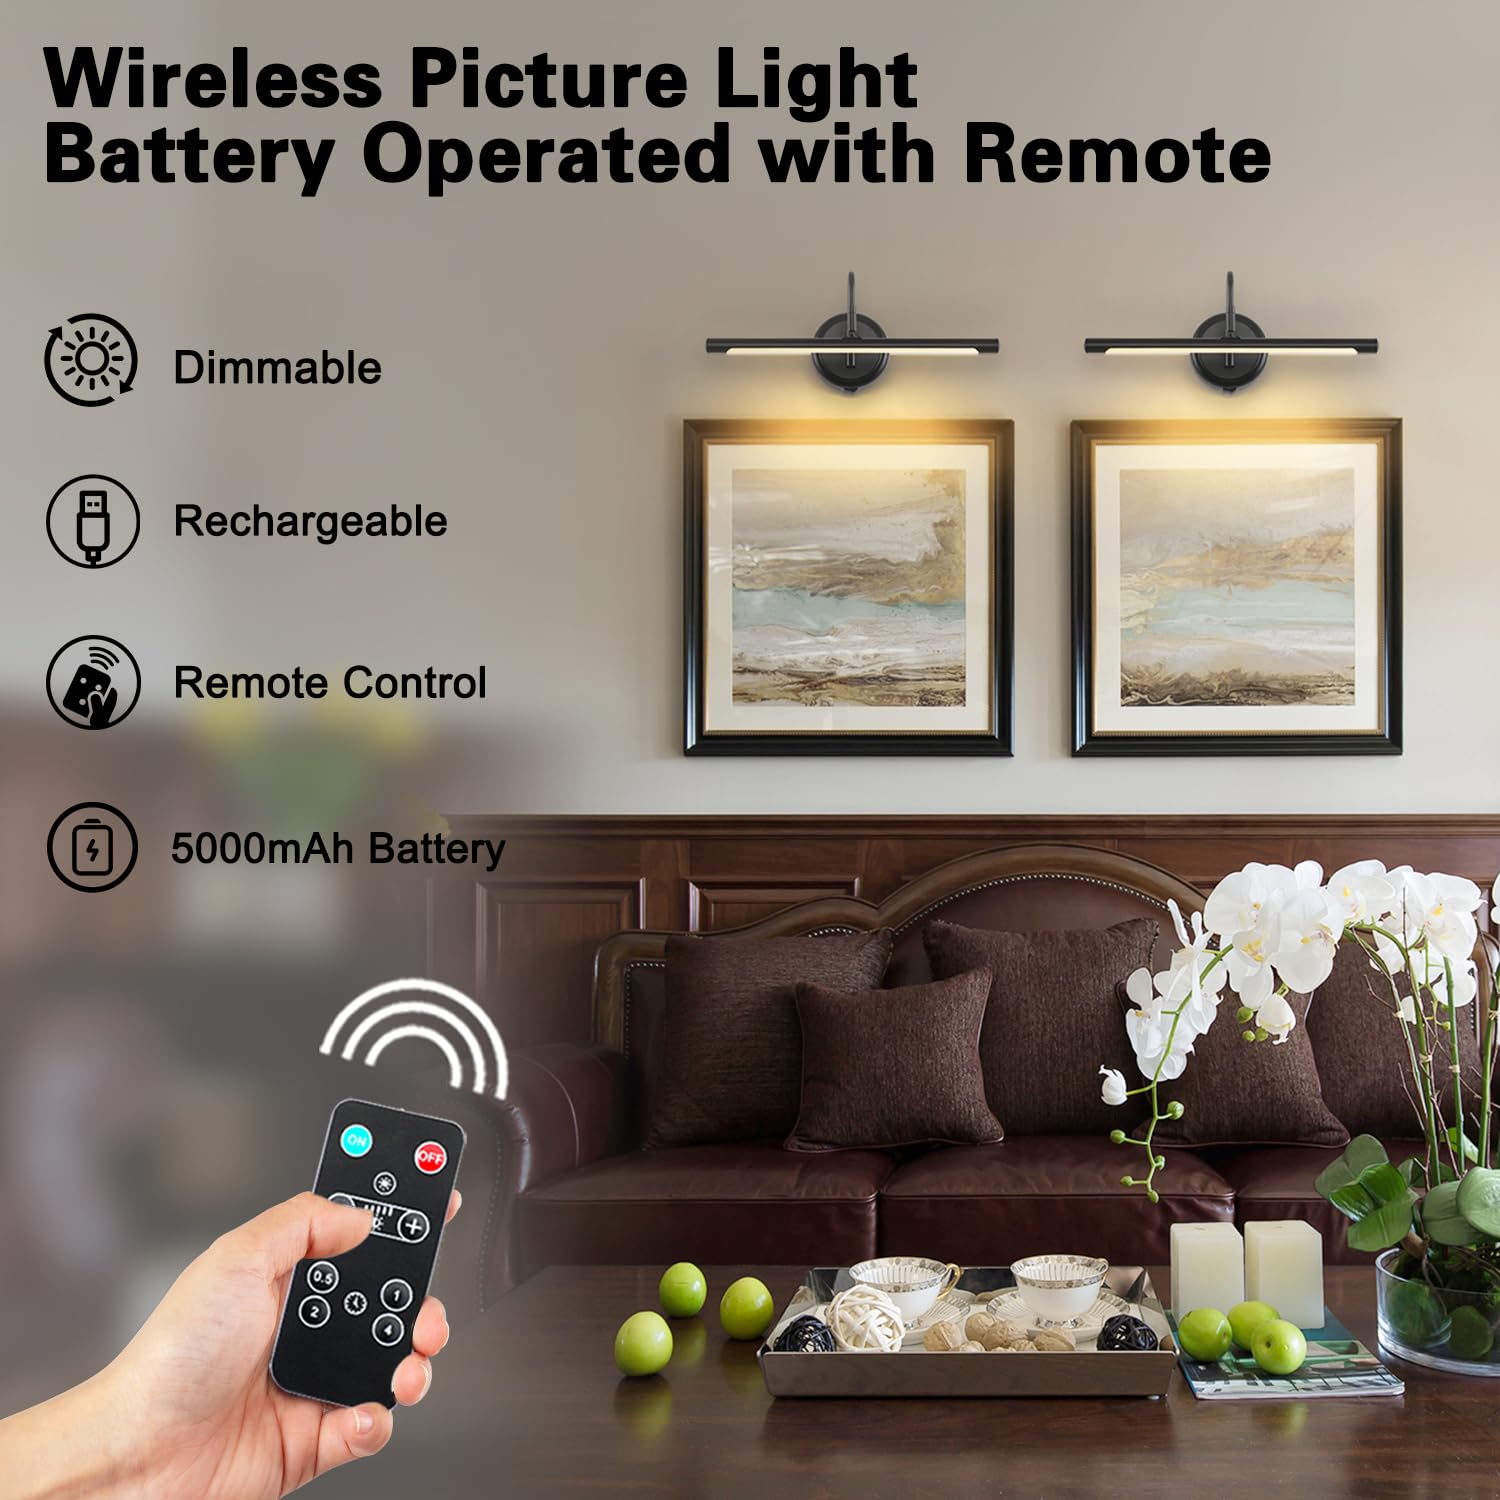 Wireless Picture Light
Battery Operated with Remote
Dimmable
Rechargeable
Remote Control
5000mAh Battery
ON
OFF
+
0.5
1
2
4